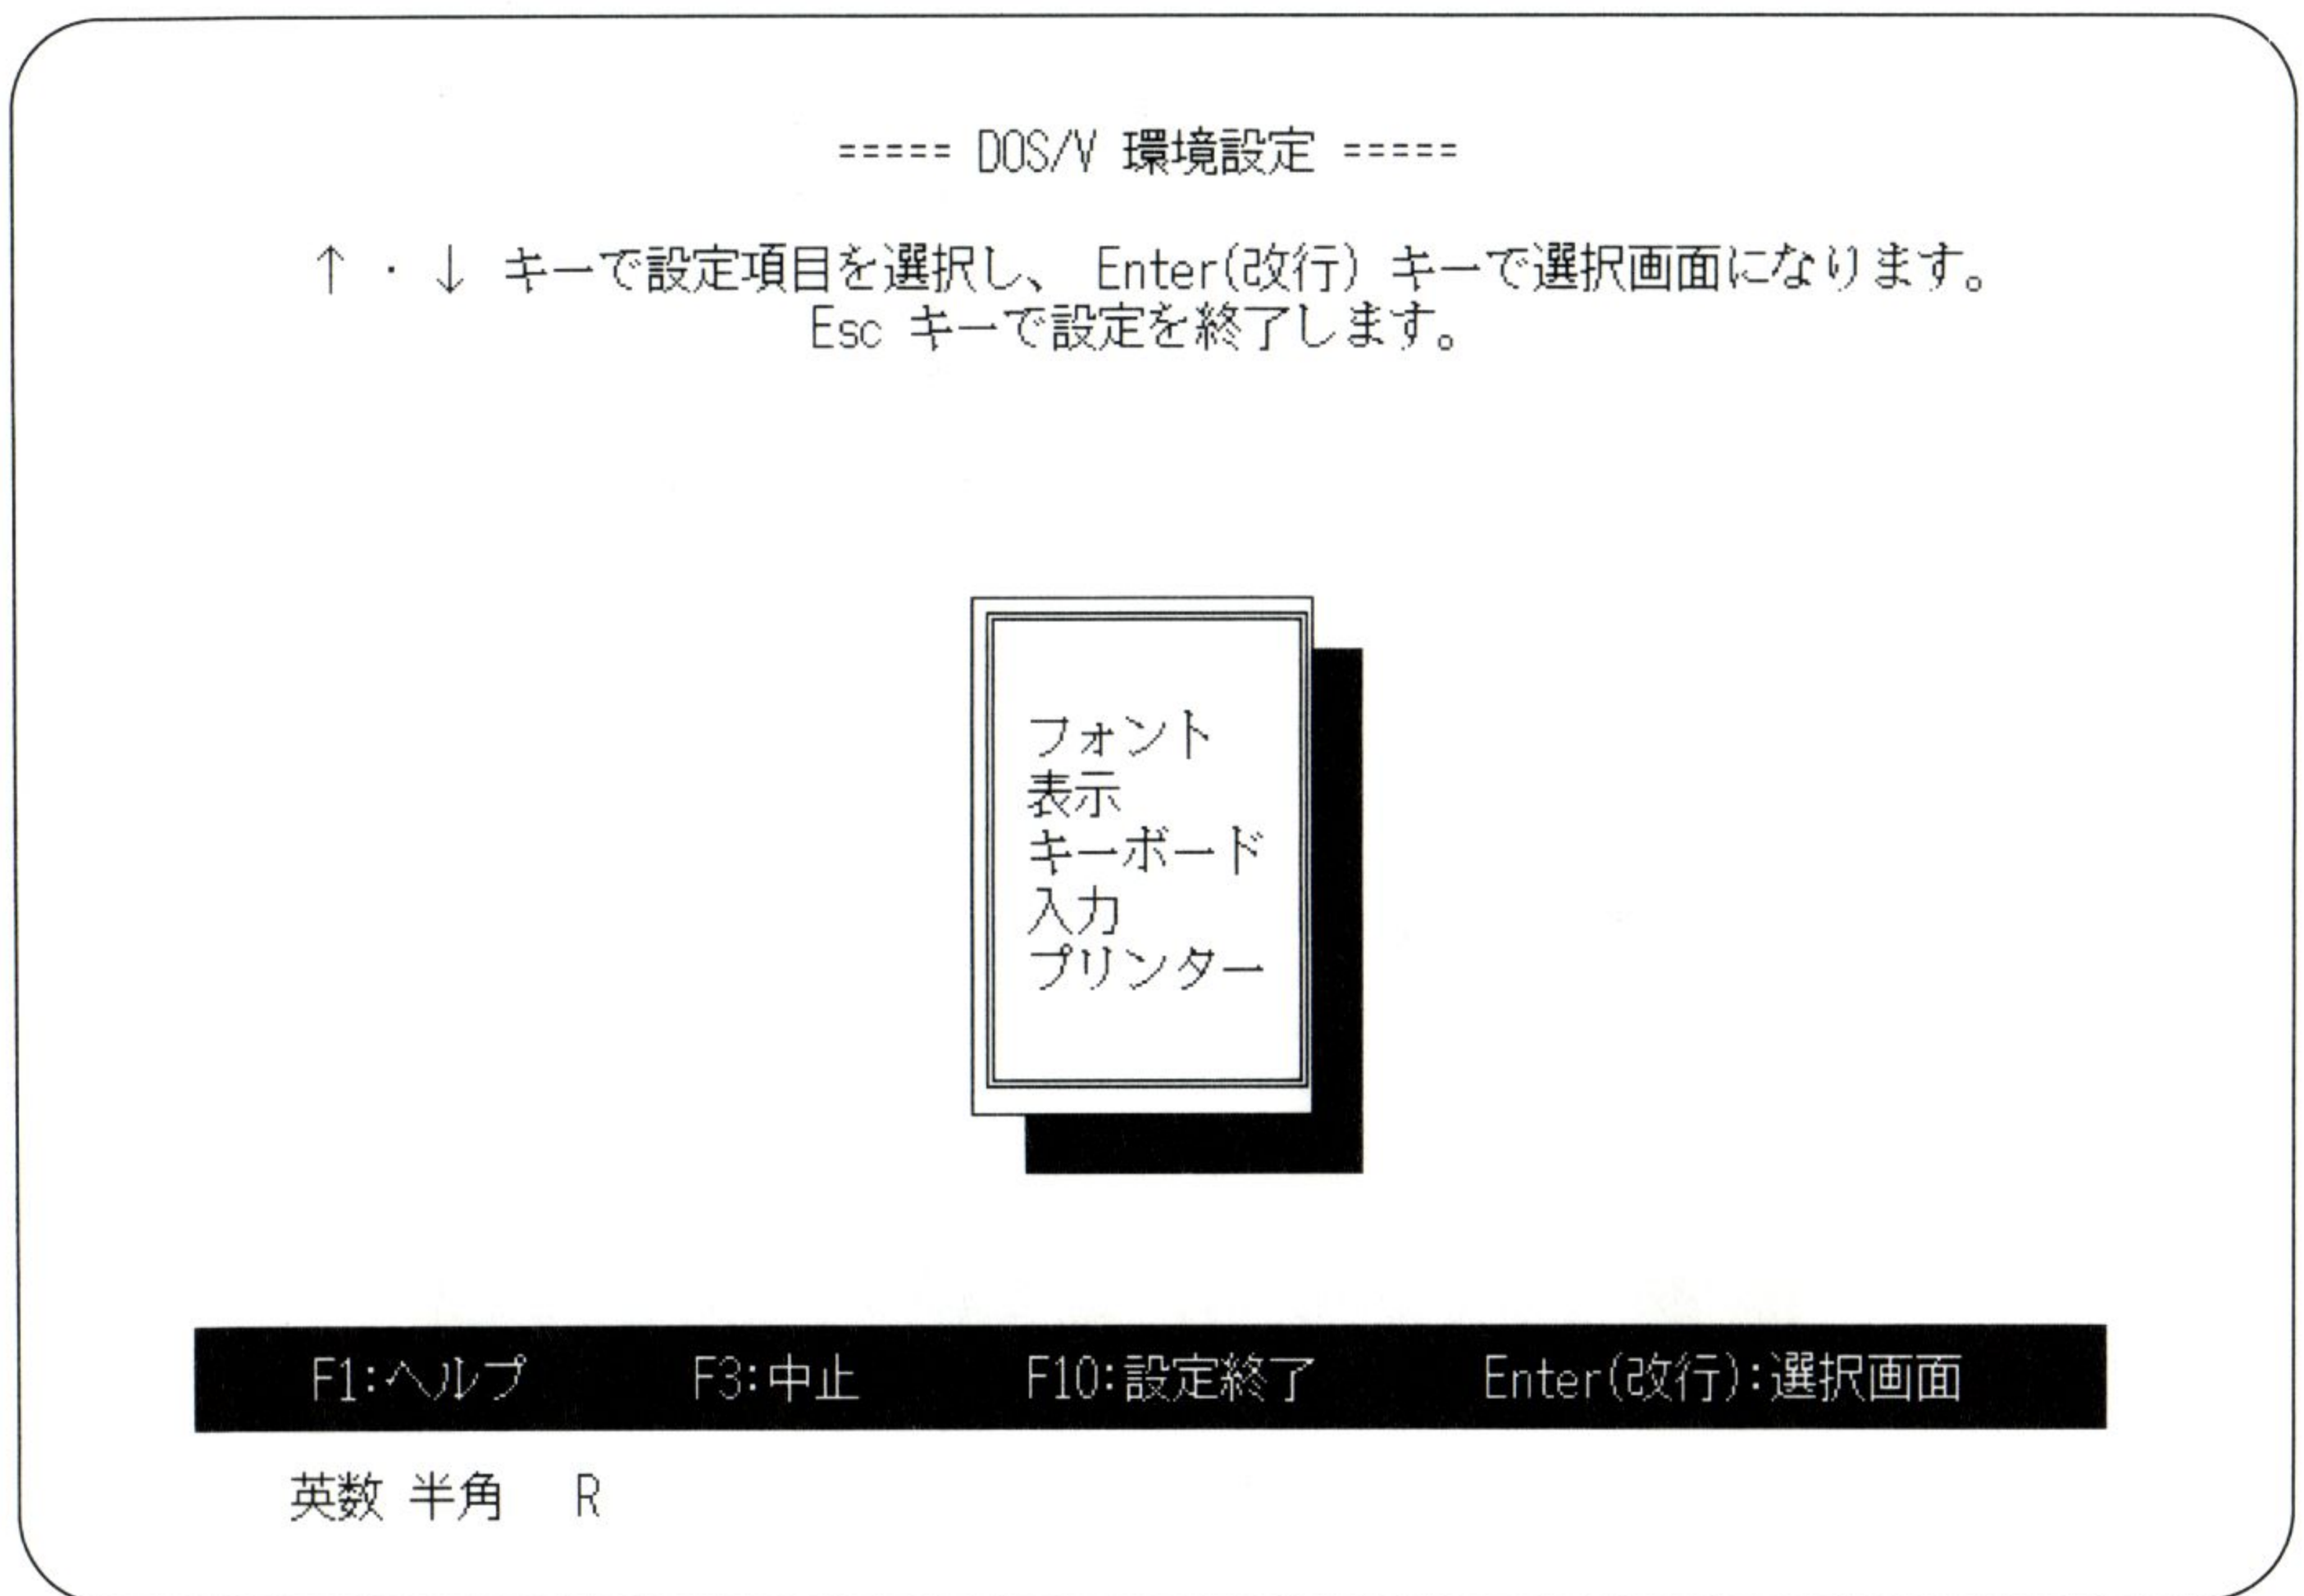 ===== DOS/V 環境設定 =====
↑ ・ ↓ キーで設定項目を選択し、 Enter(改行) キーで選択画面になります。
Esc キーで設定を終了します。
フォント
表示
キーボード
入力
プリンター
F1:ヘルプ F3:中止 F10:設定終了 Enter(改行):選択画面
英数 半角 R